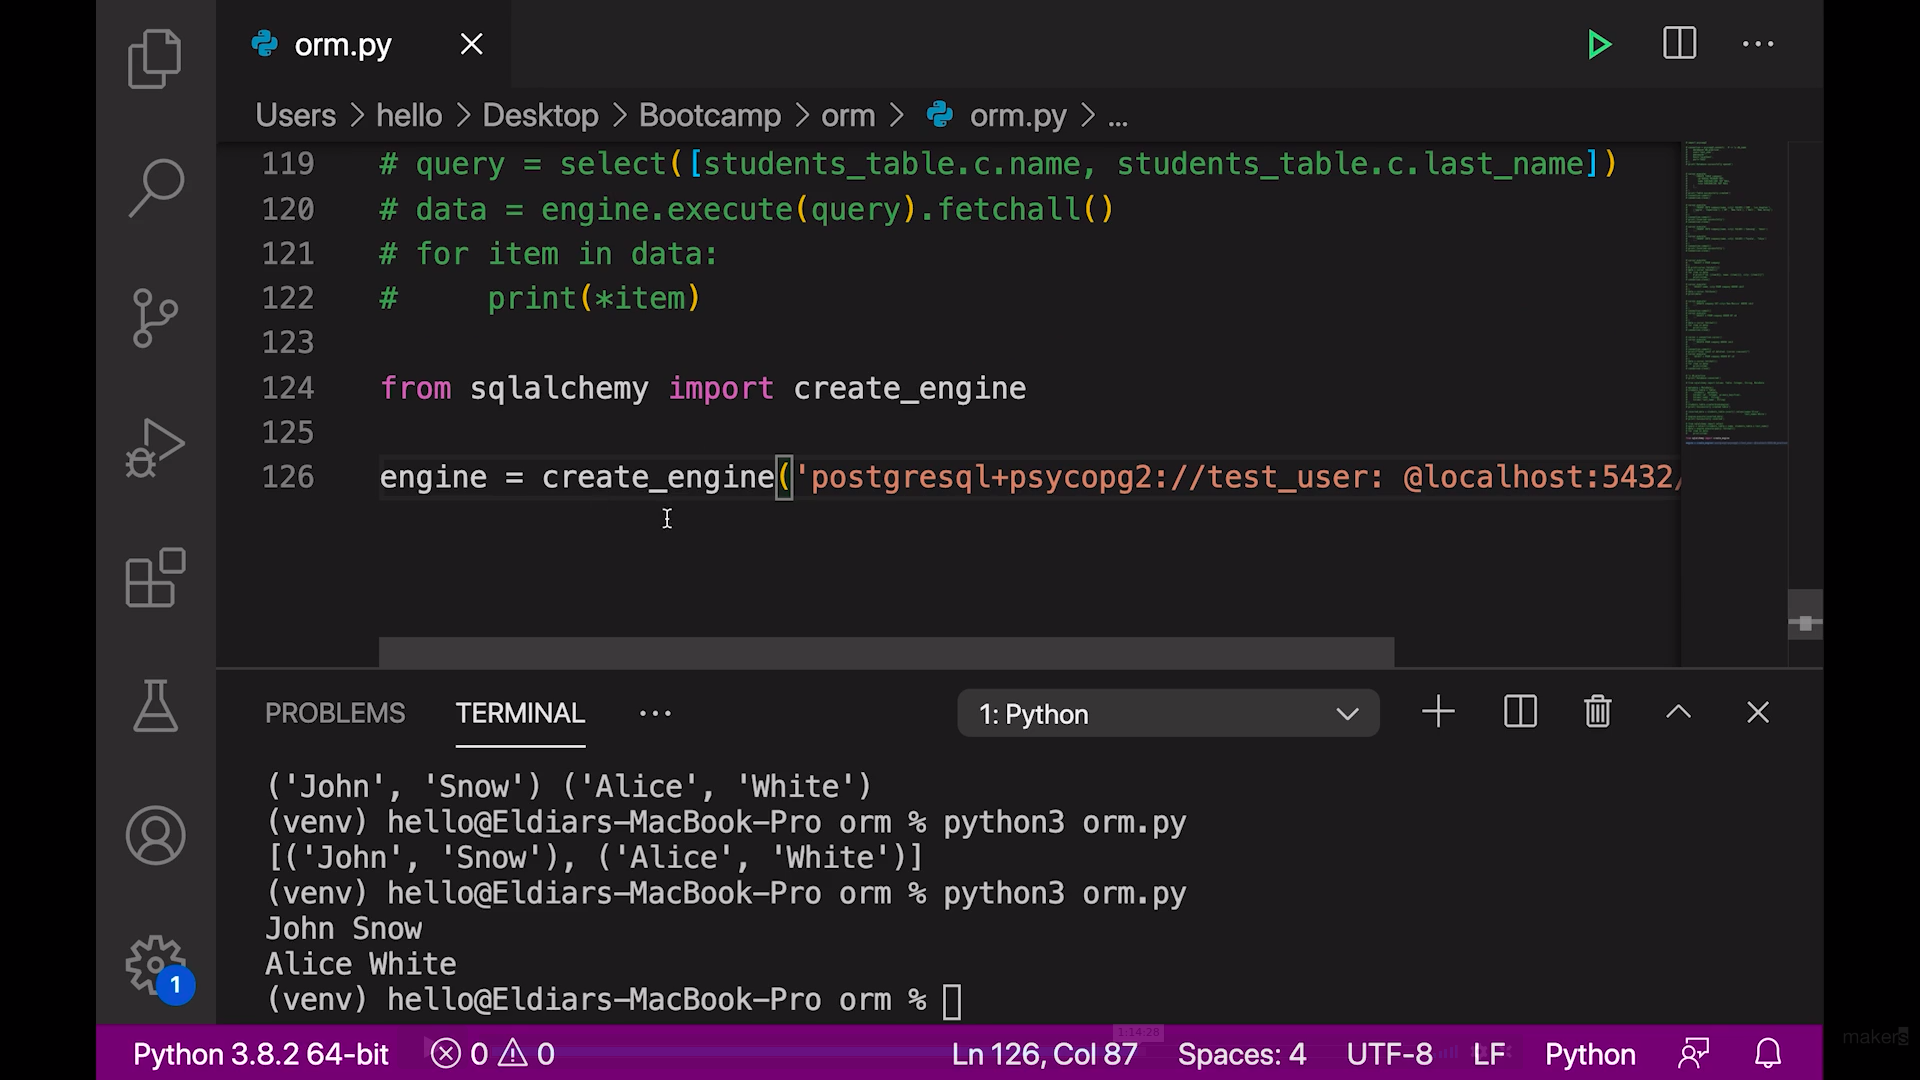 orm.py
Users > hello > Desktop > Bootcamp > orm > orm.py > ...
119 # query = select([students_table.c.name, students_table.c.last_name])
120 # data = engine.execute(query).fetchall()
121 # for item in data:
122 #     print(*item)
123
124 from sqlalchemy import create_engine
125
126 engine = create_engine('postgresql+psycopg2://test_user: @localhost:5432/
PROBLEMS TERMINAL ... 1: Python
('John', 'Snow') ('Alice', 'White')
(venv) hello@Eldiars-MacBook-Pro orm % python3 orm.py
[('John', 'Snow'), ('Alice', 'White')]
(venv) hello@Eldiars-MacBook-Pro orm % python3 orm.py
John Snow
Alice White
(venv) hello@Eldiars-MacBook-Pro orm %
1
1:14:28
Python 3.8.2 64-bit 0 0 Ln 126, Col 87 Spaces: 4 UTF-8 LF Python
makers